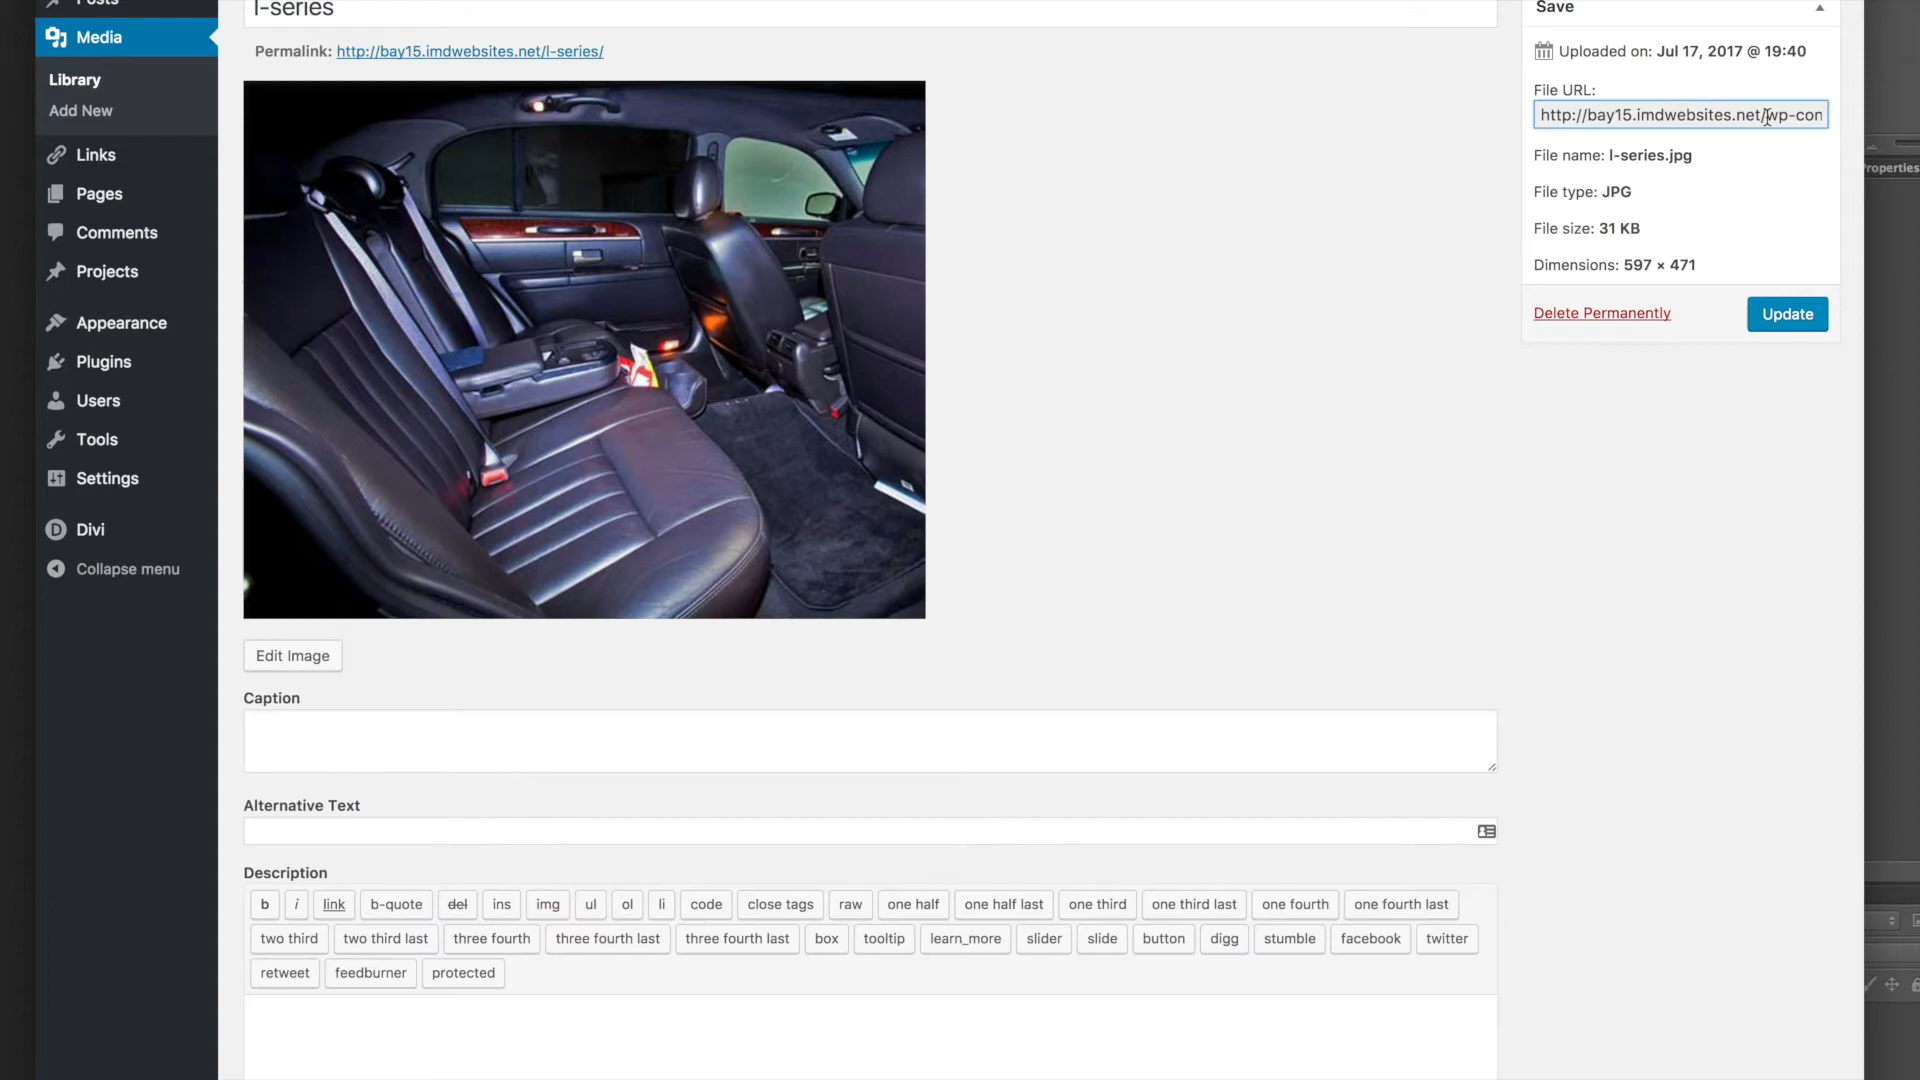 Posts
l-series
Save
Media
Permalink: http://bay15.imdwebsites.net/l-series/
Uploaded on: Jul 17, 2017 @ 19:40
Library
File URL:
Add New
http://bay15.imdwebsites.net/wp-con
Links
File name: l-series.jpg
Properties
Pages
File type: JPG
Comments
File size: 31 KB
Projects
Dimensions: 597 × 471
Appearance
Delete Permanently
Update
Plugins
Users
Tools
Settings
Divi
Collapse menu
Edit Image
Caption
Alternative Text
Description
b i link b-quote del ins img ul ol li code close tags raw one half one half last one third one third last one fourth one fourth last
two third two third last three fourth three fourth last three fourth last box tooltip learn_more slider slide button digg stumble facebook twitter
retweet feedburner protected